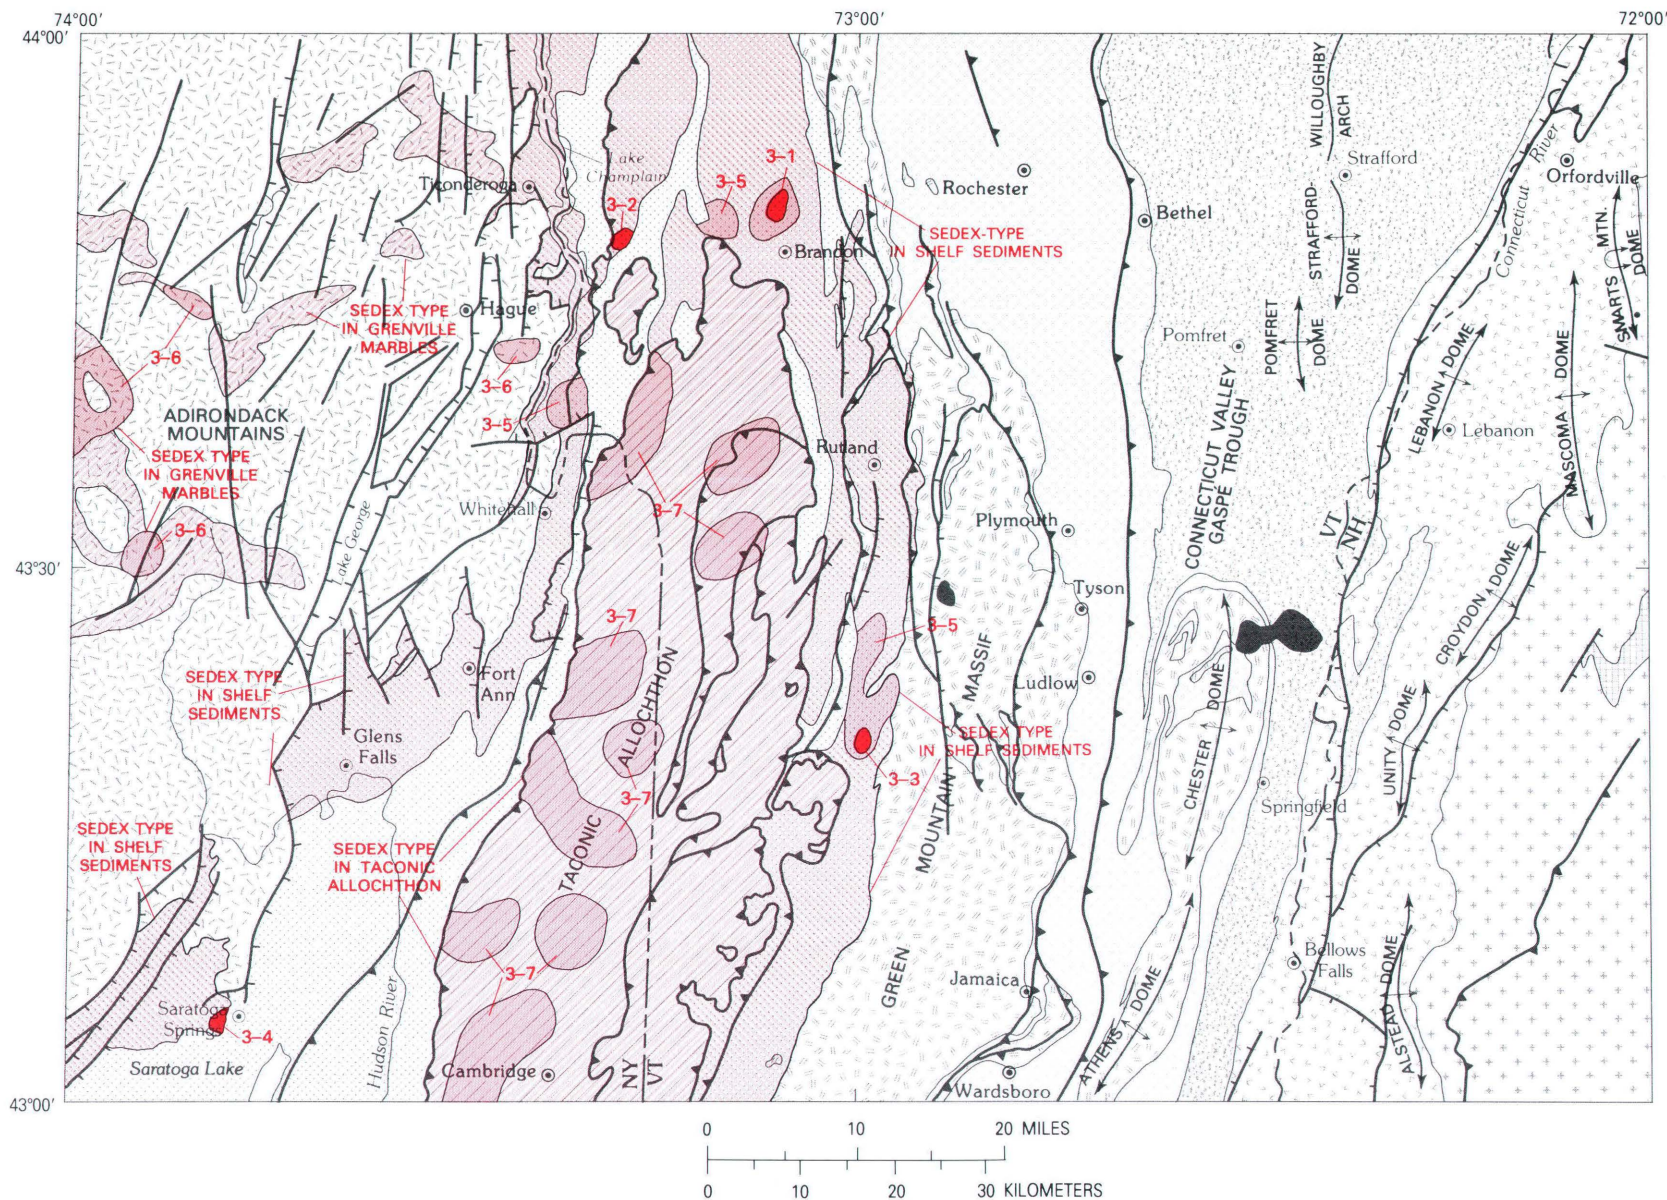 74°00'
73°00'
72°00'
44°00'
WILLOUGHBY
ARCH
River
Strafford
Lake
Champlain
3-1
Ticonderoga
3-5
Rochester
Orfordville
3-2
Bethel
STRAFFORD-
DOME
Connecticut
SMARTS MTN.
DOME
SEDEX-TYPE
IN SHELF SEDIMENTS
Brandon
SEDEX TYPE
IN GRENVILLE
MARBLES
Hague
POMFRET
DOME
Pomfret
3-6
3-6
LEBANON DOME
MASCOMA DOME
ADIRONDACK
MOUNTAINS
3-5
Rutland
Lebanon
SEDEX TYPE
IN GRENVILLE
MARBLES
CONNECTICUT VALLEY
GASPE TROUGH
Whitehall
3-7
Plymouth
3-6
VT
NH
Lake George
43°30'
Tyson
CROYDON DOME
3-7
3-5
SEDEX TYPE
IN SHELF
SEDIMENTS
Fort
Ann
ALLOCHTHON
MASSIF
Ludlow
CHESTER DOME
UNITY DOME
Glens
Falls
SEDEX TYPE
IN SHELF SEDIMENTS
3-3
3-7
Springfield
SEDEX TYPE
IN SHELF
SEDIMENTS
TACONIC
MOUNTAIN
SEDEX TYPE
IN TACONIC
ALLOCHTHON
Bellows
Falls
3-7
GREEN
Jamaica
ALSTEAD DOME
Saratoga
Springs
3-4
Hudson River
ATHENS DOME
Saratoga Lake
Cambridge
NY
VT
Wardsboro
43°00'
0 10 20 MILES
0 10 20 30 KILOMETERS